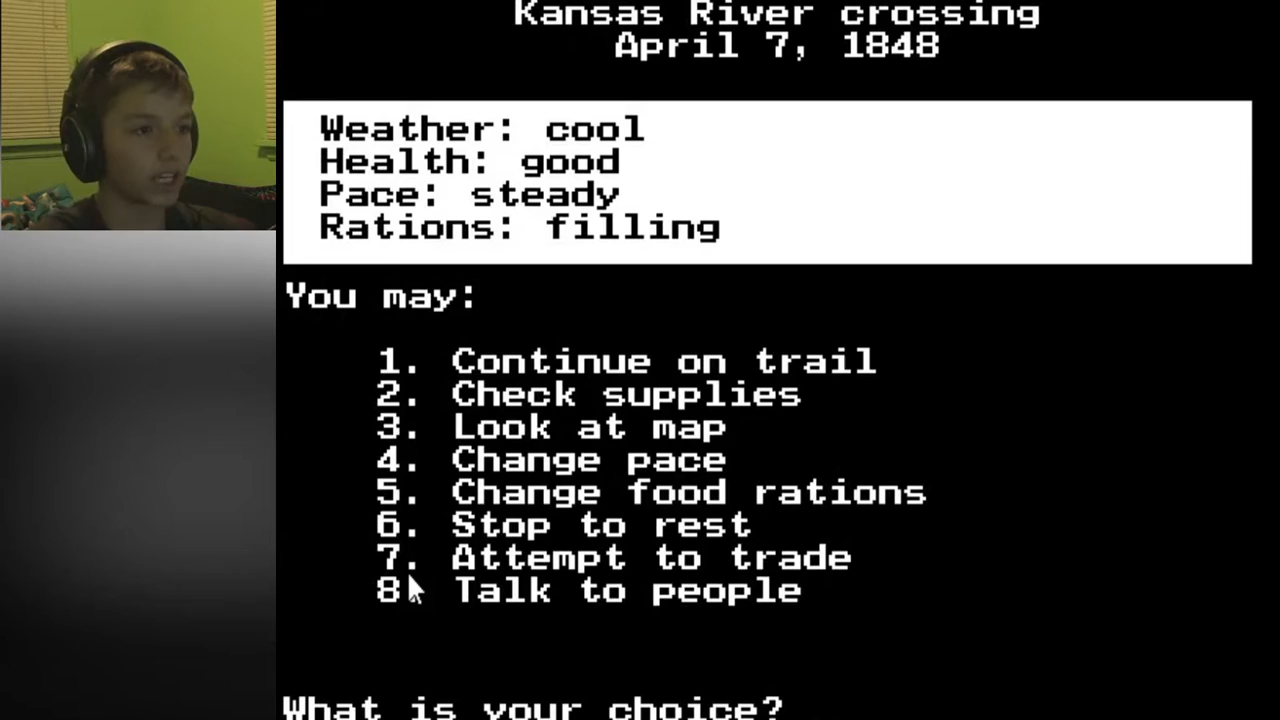 Kansas River crossing
April 7, 1848
Weather: cool
Health: good
Pace: steady
Rations: filling
You may:
1. Continue on trail
2. Check supplies
3. Look at map
4. Change pace
5. Change food rations
6. Stop to rest
7. Attempt to trade
8. Talk to people
What is your choice?